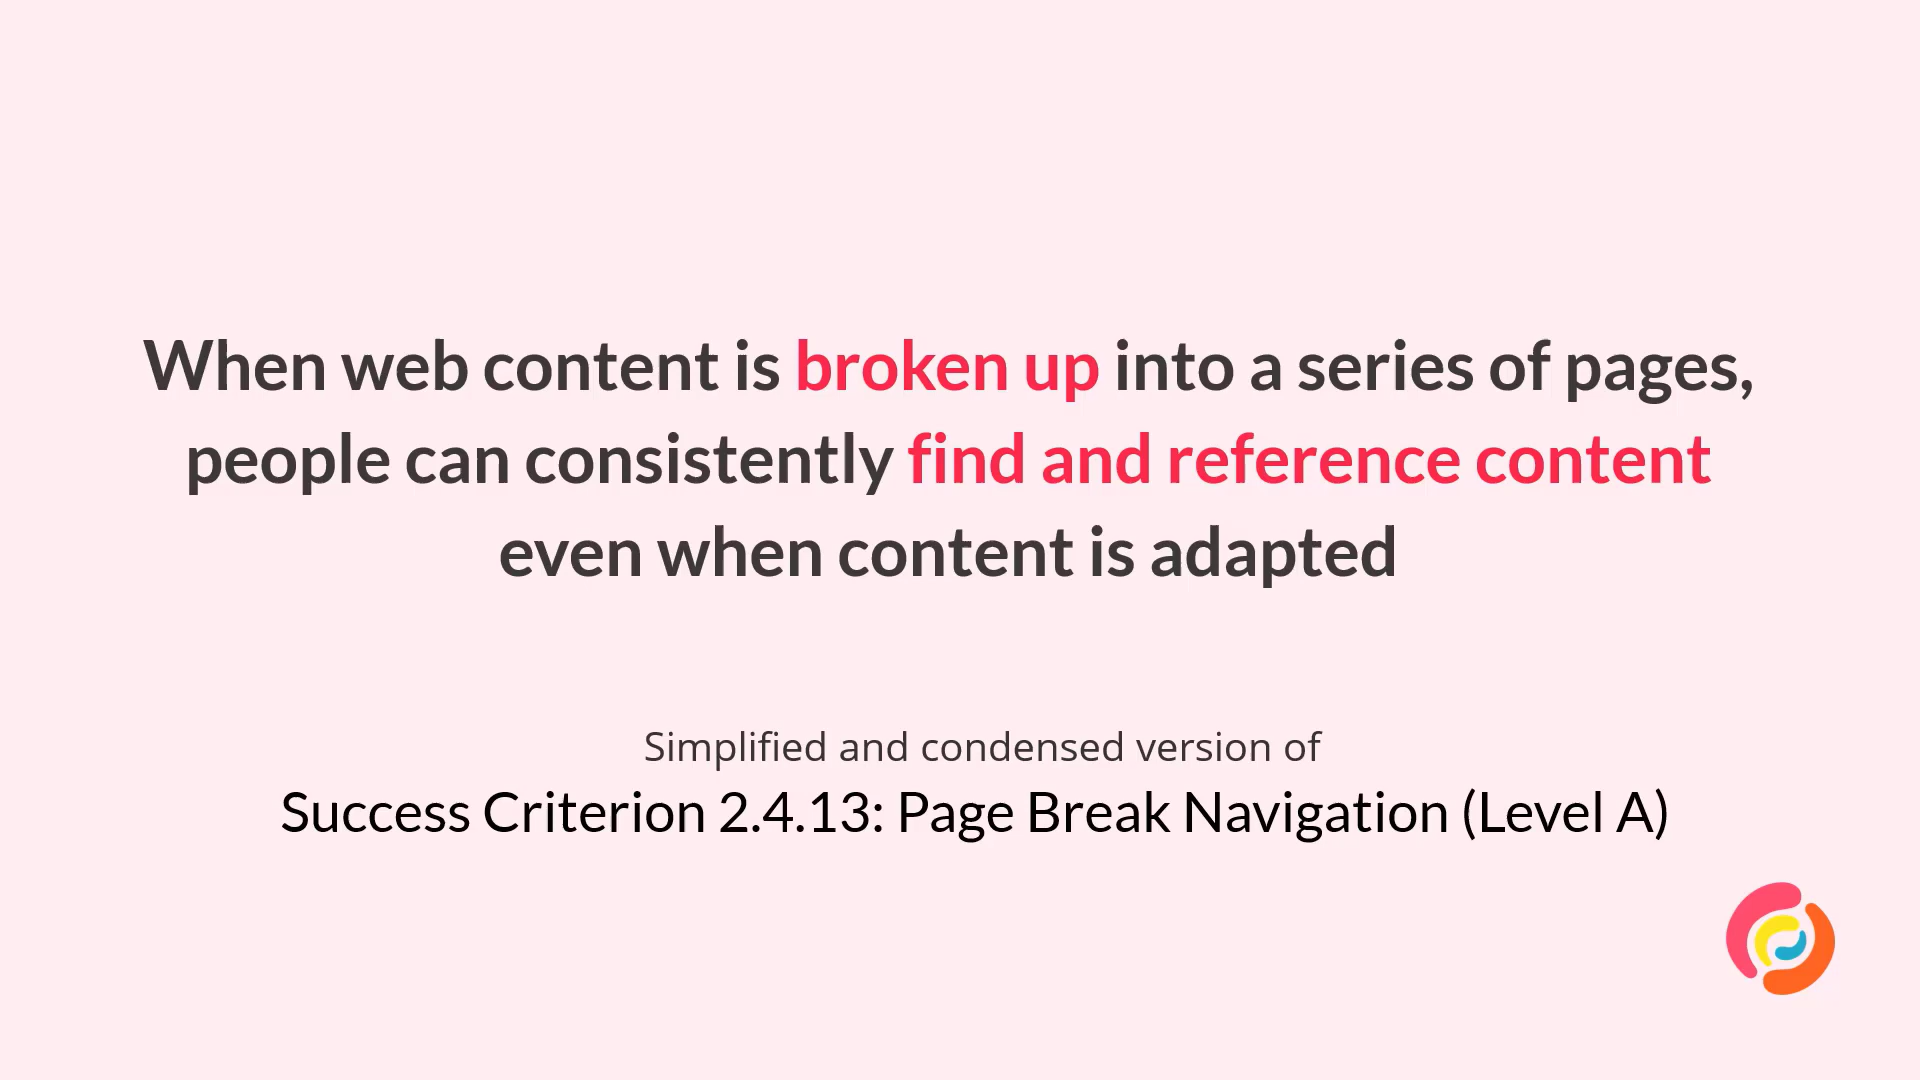 When web content is broken up into a series of pages,
people can consistently find and reference content
even when content is adapted
Simplified and condensed version of
Success Criterion 2.4.13: Page Break Navigation (Level A)